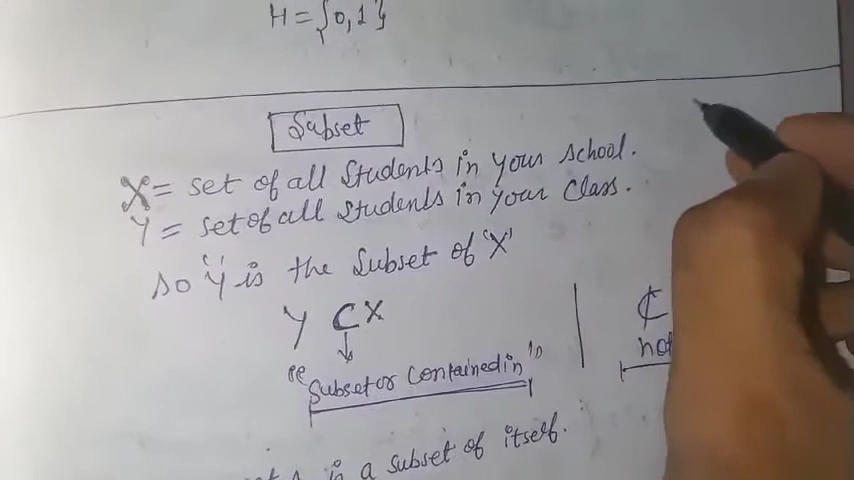 H = {0, 1}
Subset
X = set of all Students in your school.
Y = set of all Students in your Class.
so 'Y' is the Subset of 'X'
Y ⊂ X
⊄
"Subset or Contained in"
is a subset of itself.